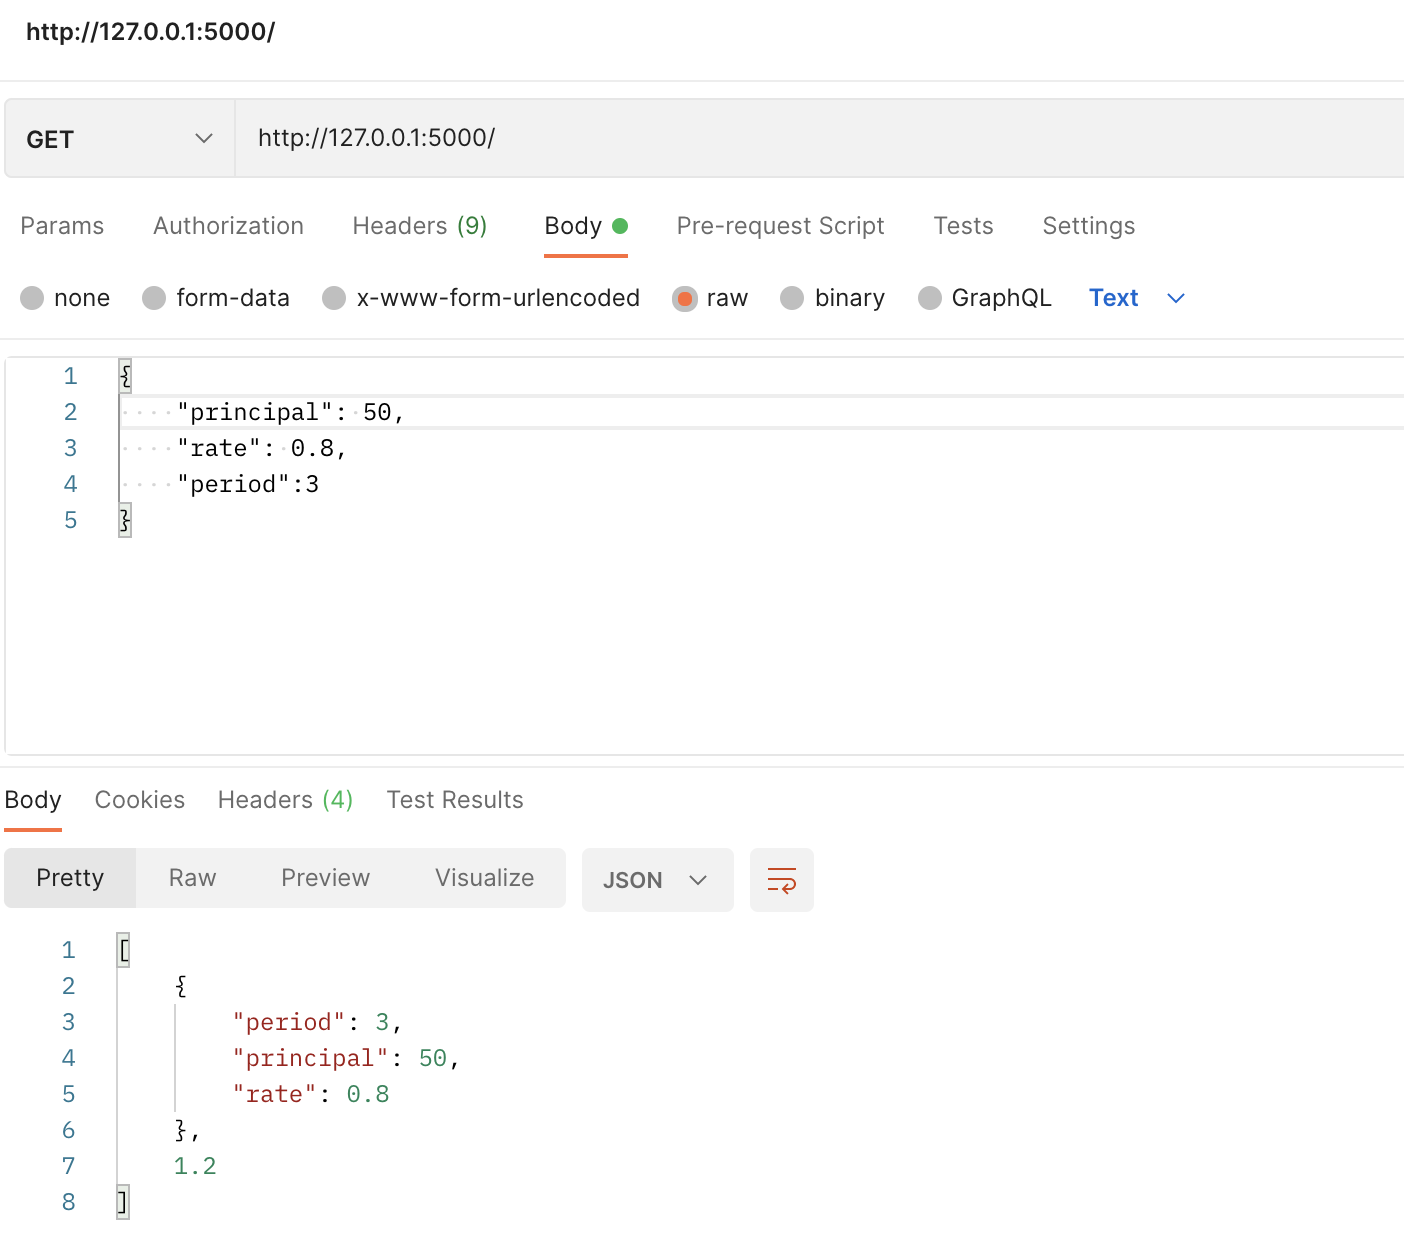 http://127.0.0.1:5000/
GET http://127.0.0.1:5000/
Params Authorization Headers (9) Body Pre-request Script Tests Settings
none form-data x-www-form-urlencoded raw binary GraphQL Text
1 {
2 "principal": 50,
3 "rate": 0.8,
4 "period":3
5 }
Body Cookies Headers (4) Test Results
Pretty Raw Preview Visualize JSON
1 [
2 {
3 "period": 3,
4 "principal": 50,
5 "rate": 0.8
6 },
7 1.2
8 ]